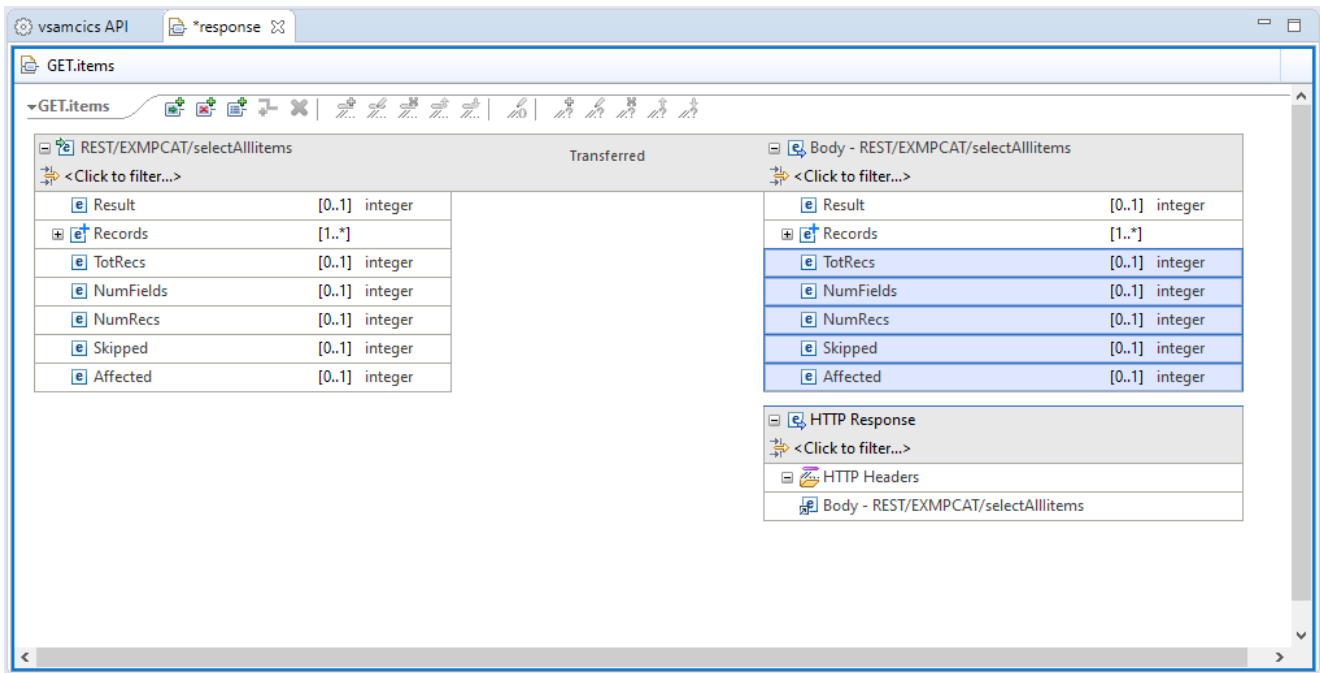 vsamcics API *response
GET.items
GET.items
REST/EXMPCAT/selectAllItems Transferred Body - REST/EXMPCAT/selectAllItems
<Click to filter...> <Click to filter...>
Result [0..1] integer Result [0..1] integer
Records [1..*] Records [1..*]
TotRecs [0..1] integer TotRecs [0..1] integer
NumFields [0..1] integer NumFields [0..1] integer
NumRecs [0..1] integer NumRecs [0..1] integer
Skipped [0..1] integer Skipped [0..1] integer
Affected [0..1] integer Affected [0..1] integer
HTTP Response
<Click to filter...>
HTTP Headers
Body - REST/EXMPCAT/selectAllItems